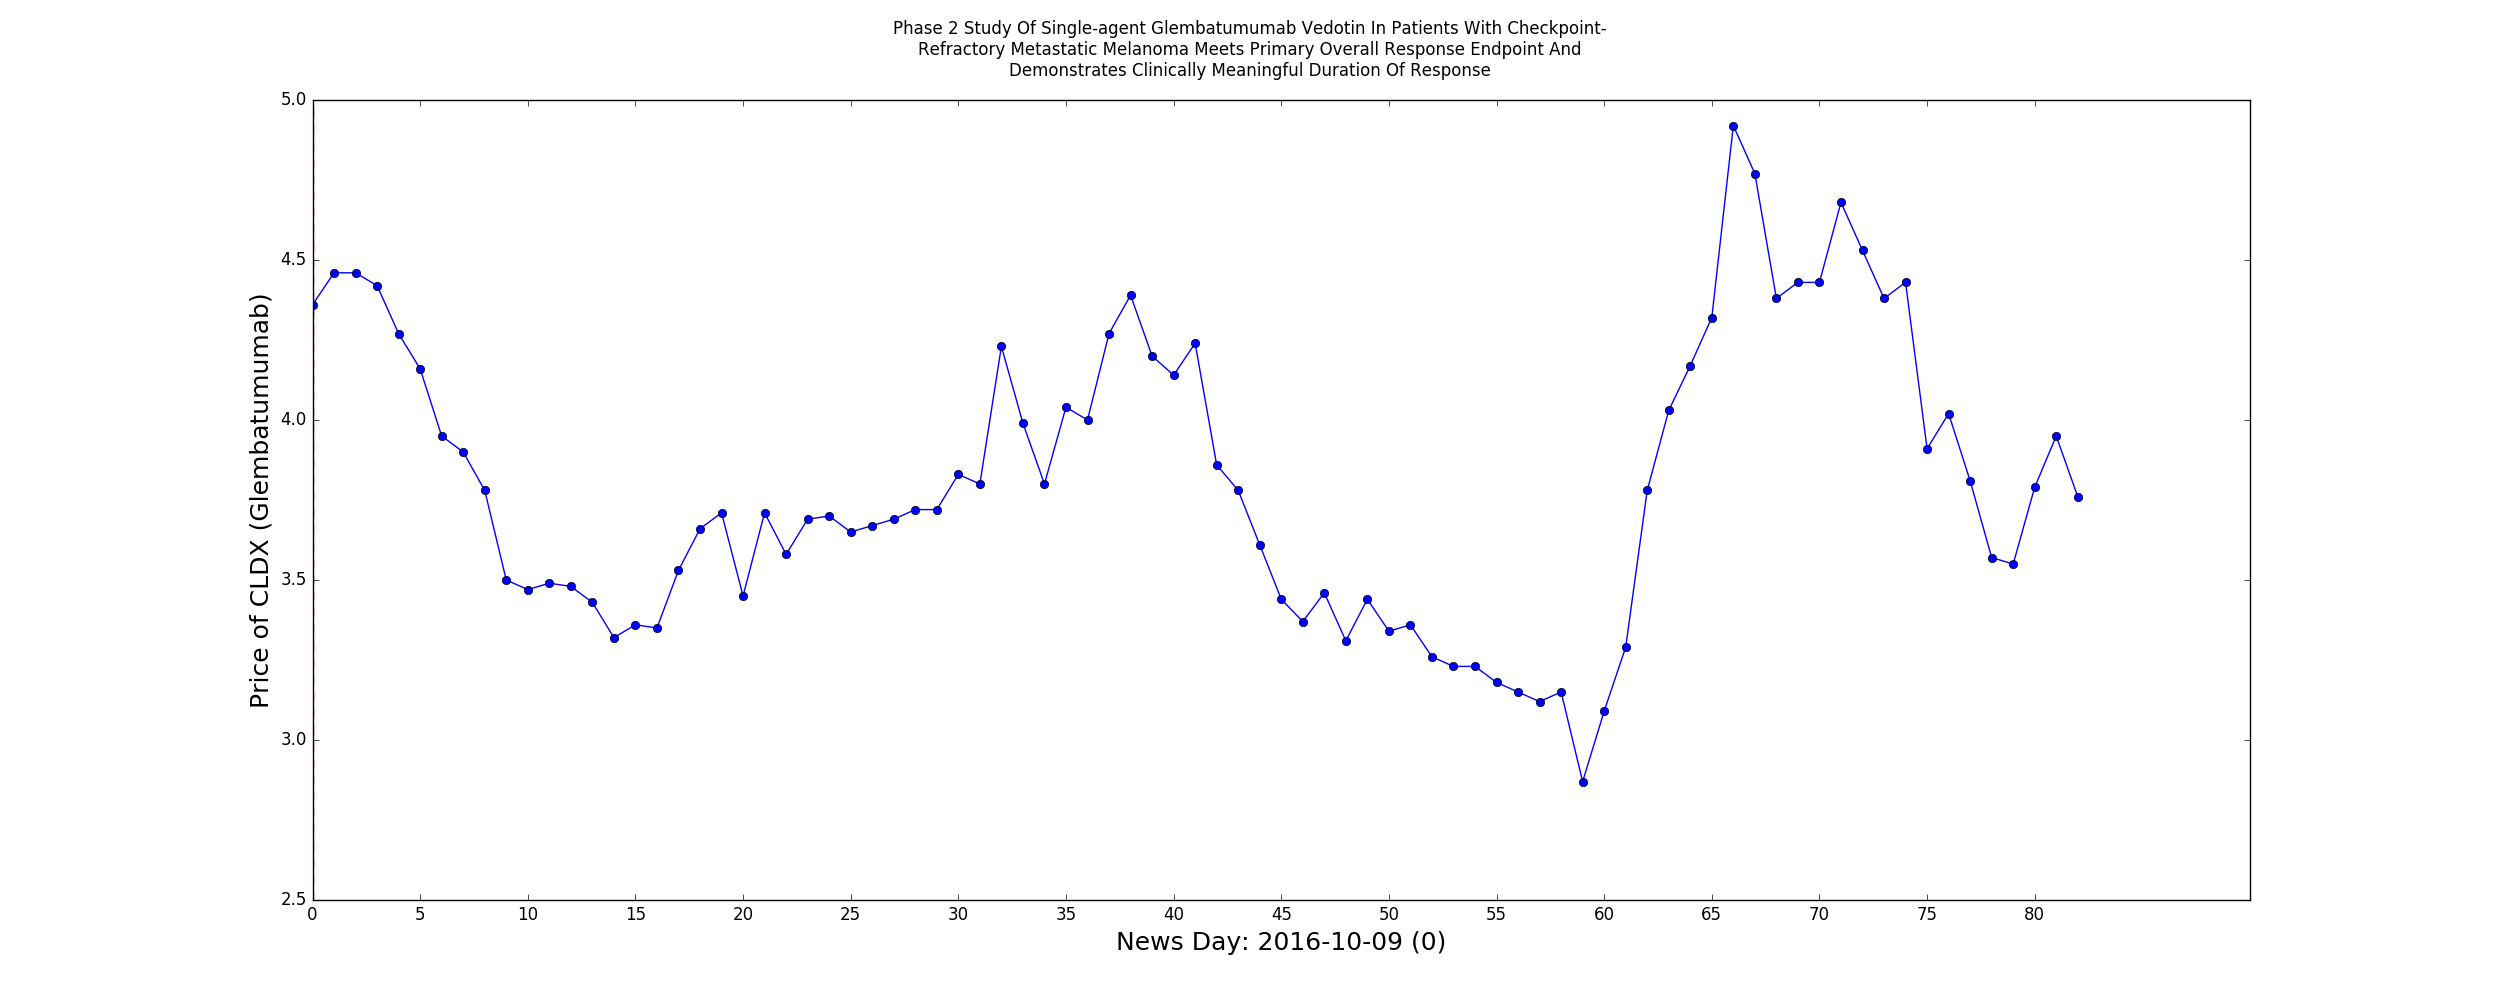 Phase 2 Study Of Single-agent Glembatumumab Vedotin In Patients With Checkpoint-
Refractory Metastatic Melanoma Meets Primary Overall Response Endpoint And
Demonstrates Clinically Meaningful Duration Of Response
Price of CLDX (Glembatumumab)
5.0
4.5
4.0
3.5
3.0
2.5
0 5 10 15 20 25 30 35 40 45 50 55 60 65 70 75 80
News Day: 2016-10-09 (0)